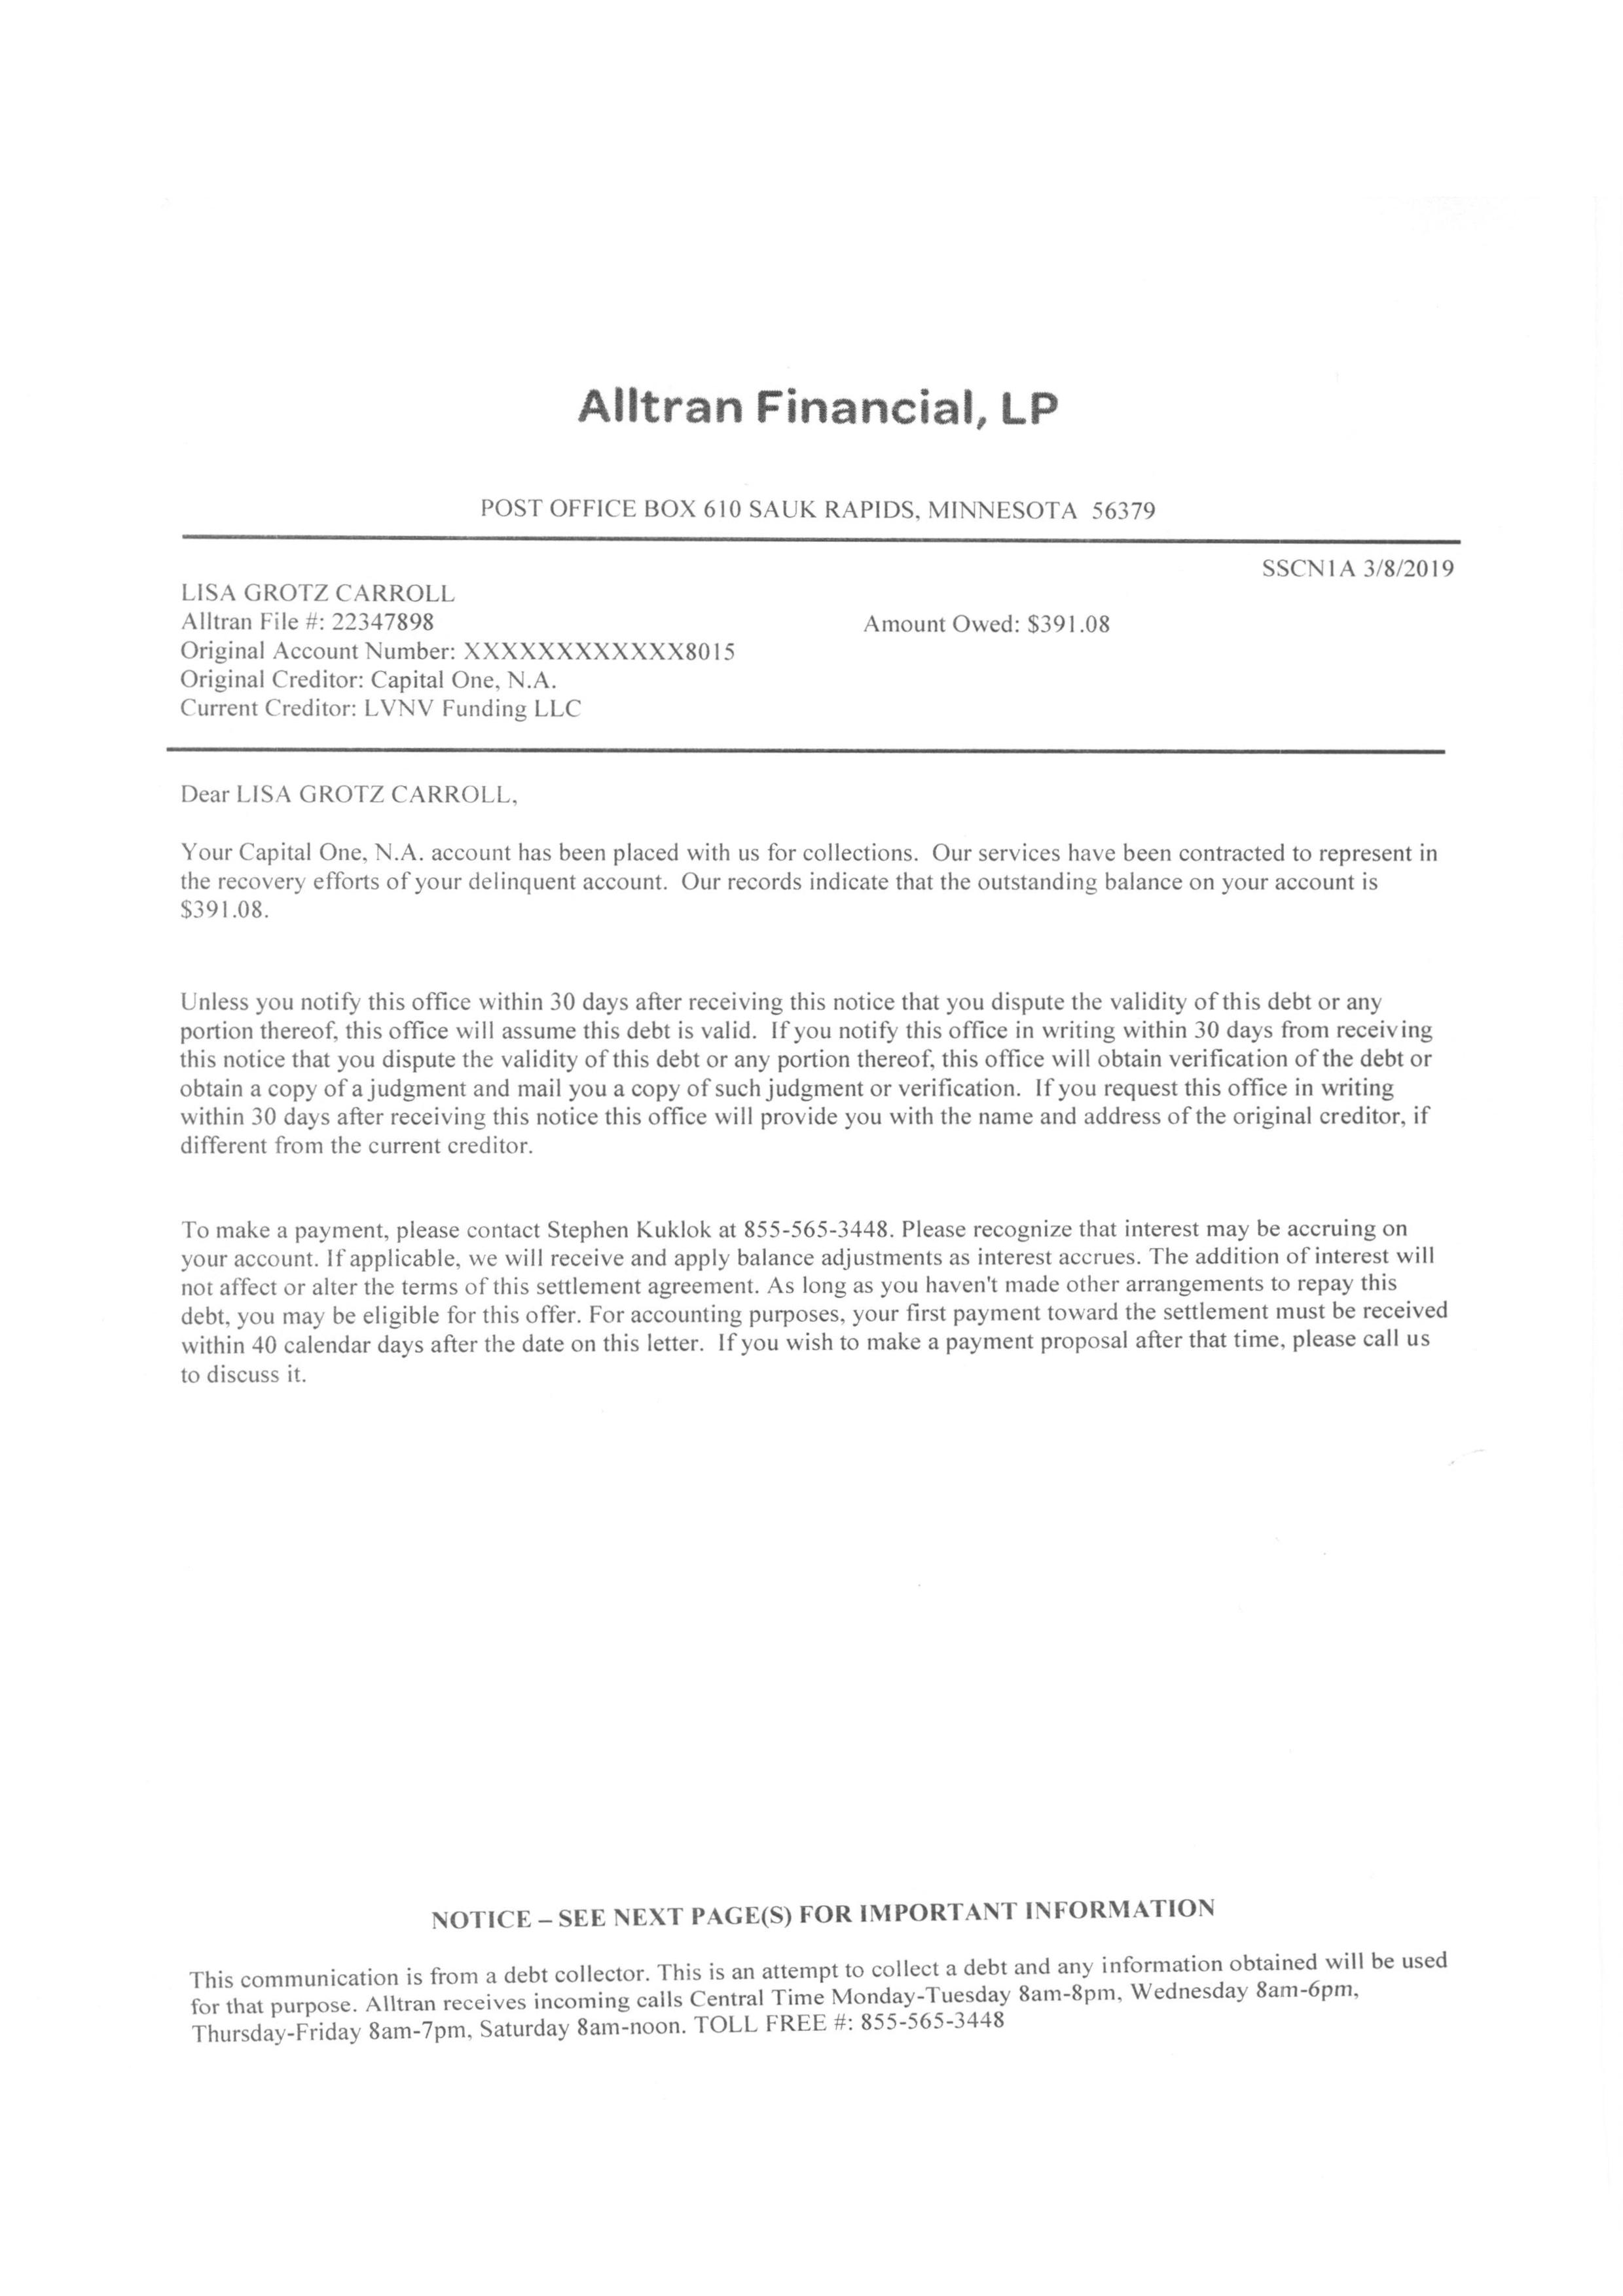 Alltran Financial, LP
POST OFFICE BOX 610 SAUK RAPIDS, MINNESOTA 56379
SSCN1A 3/8/2019
LISA GROTZ CARROLL
Alltran File #: 22347898
Amount Owed: $391.08
Original Account Number: XXXXXXXXXXXX8015
Original Creditor: Capital One, N.A.
Current Creditor: LVNV Funding LLC
Dear LISA GROTZ CARROLL,
Your Capital One, N.A. account has been placed with us for collections. Our services have been contracted to represent in
the recovery efforts of your delinquent account. Our records indicate that the outstanding balance on your account is
$391.08.
Unless you notify this office within 30 days after receiving this notice that you dispute the validity of this debt or any
portion thereof, this office will assume this debt is valid. If you notify this office in writing within 30 days from receiving
this notice that you dispute the validity of this debt or any portion thereof, this office will obtain verification of the debt or
obtain a copy of a judgment and mail you a copy of such judgment or verification. If you request this office in writing
within 30 days after receiving this notice this office will provide you with the name and address of the original creditor, if
different from the current creditor.
To make a payment, please contact Stephen Kuklok at 855-565-3448. Please recognize that interest may be accruing on
your account. If applicable, we will receive and apply balance adjustments as interest accrues. The addition of interest will
not affect or alter the terms of this settlement agreement. As long as you haven't made other arrangements to repay this
debt, you may be eligible for this offer. For accounting purposes, your first payment toward the settlement must be received
within 40 calendar days after the date on this letter. If you wish to make a payment proposal after that time, please call us
to discuss it.
NOTICE – SEE NEXT PAGE(S) FOR IMPORTANT INFORMATION
This communication is from a debt collector. This is an attempt to collect a debt and any information obtained will be used
for that purpose. Alltran receives incoming calls Central Time Monday-Tuesday 8am-8pm, Wednesday 8am-6pm,
Thursday-Friday 8am-7pm, Saturday 8am-noon. TOLL FREE #: 855-565-3448